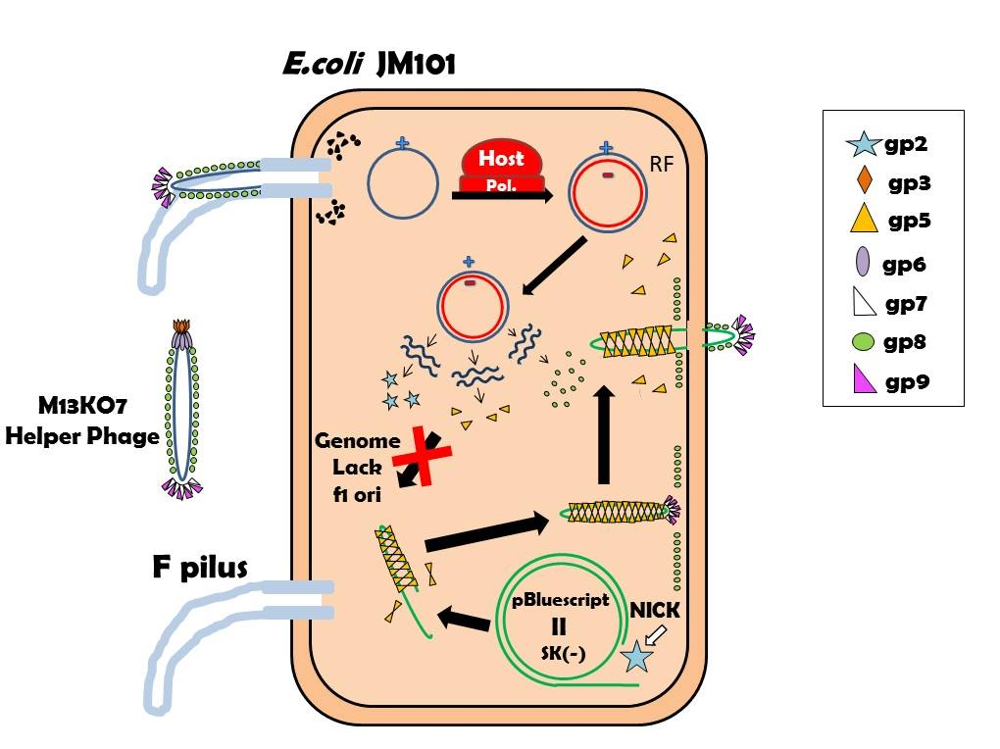 E.coli JM101
Host
Pol.
+
+
-
RF
+
-
M13KO7
Helper Phage
Genome
Lack
f1 ori
F pilus
pBluescript
II
SK(-)
NICK
gp2
gp3
gp5
gp6
gp7
gp8
gp9